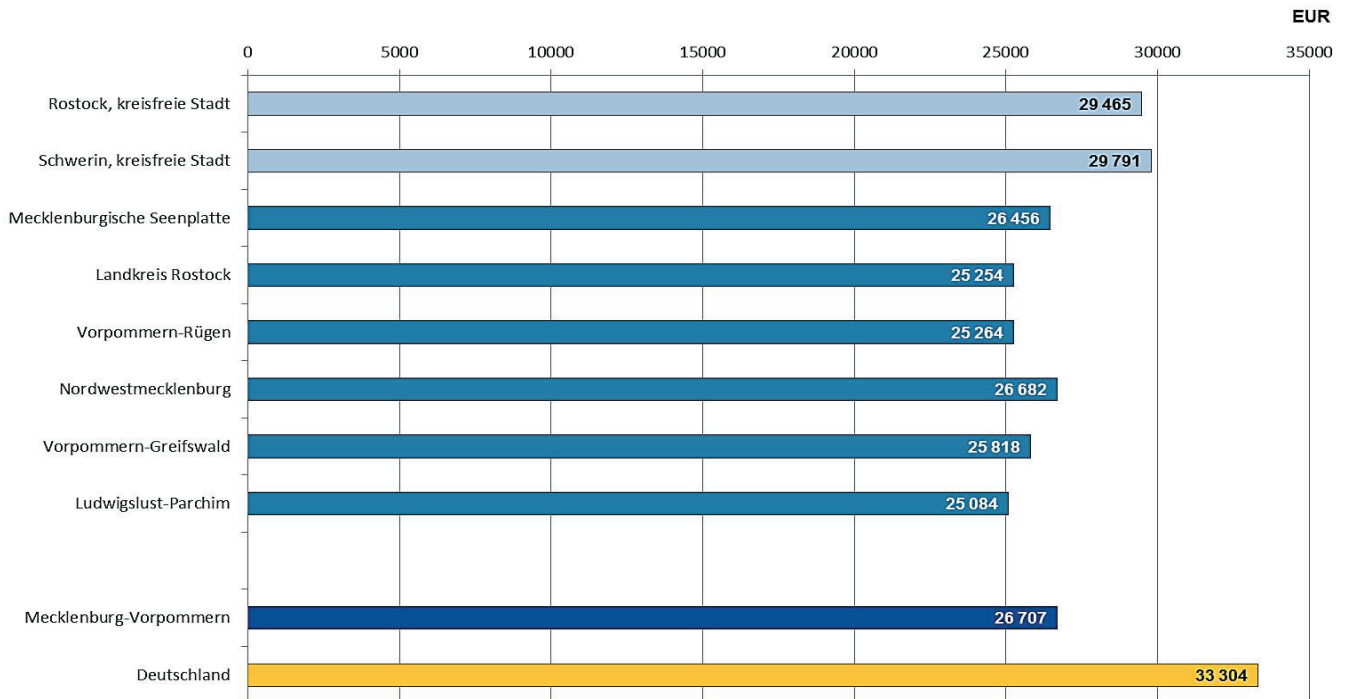 EUR
0 5000 10000 15000 20000 25000 30000 35000
Rostock, kreisfreie Stadt 29 465
Schwerin, kreisfreie Stadt 29 791
Mecklenburgische Seenplatte 26 456
Landkreis Rostock 25 254
Vorpommern-Rügen 25 264
Nordwestmecklenburg 26 682
Vorpommern-Greifswald 25 818
Ludwigslust-Parchim 25 084
Mecklenburg-Vorpommern 26 707
Deutschland 33 304